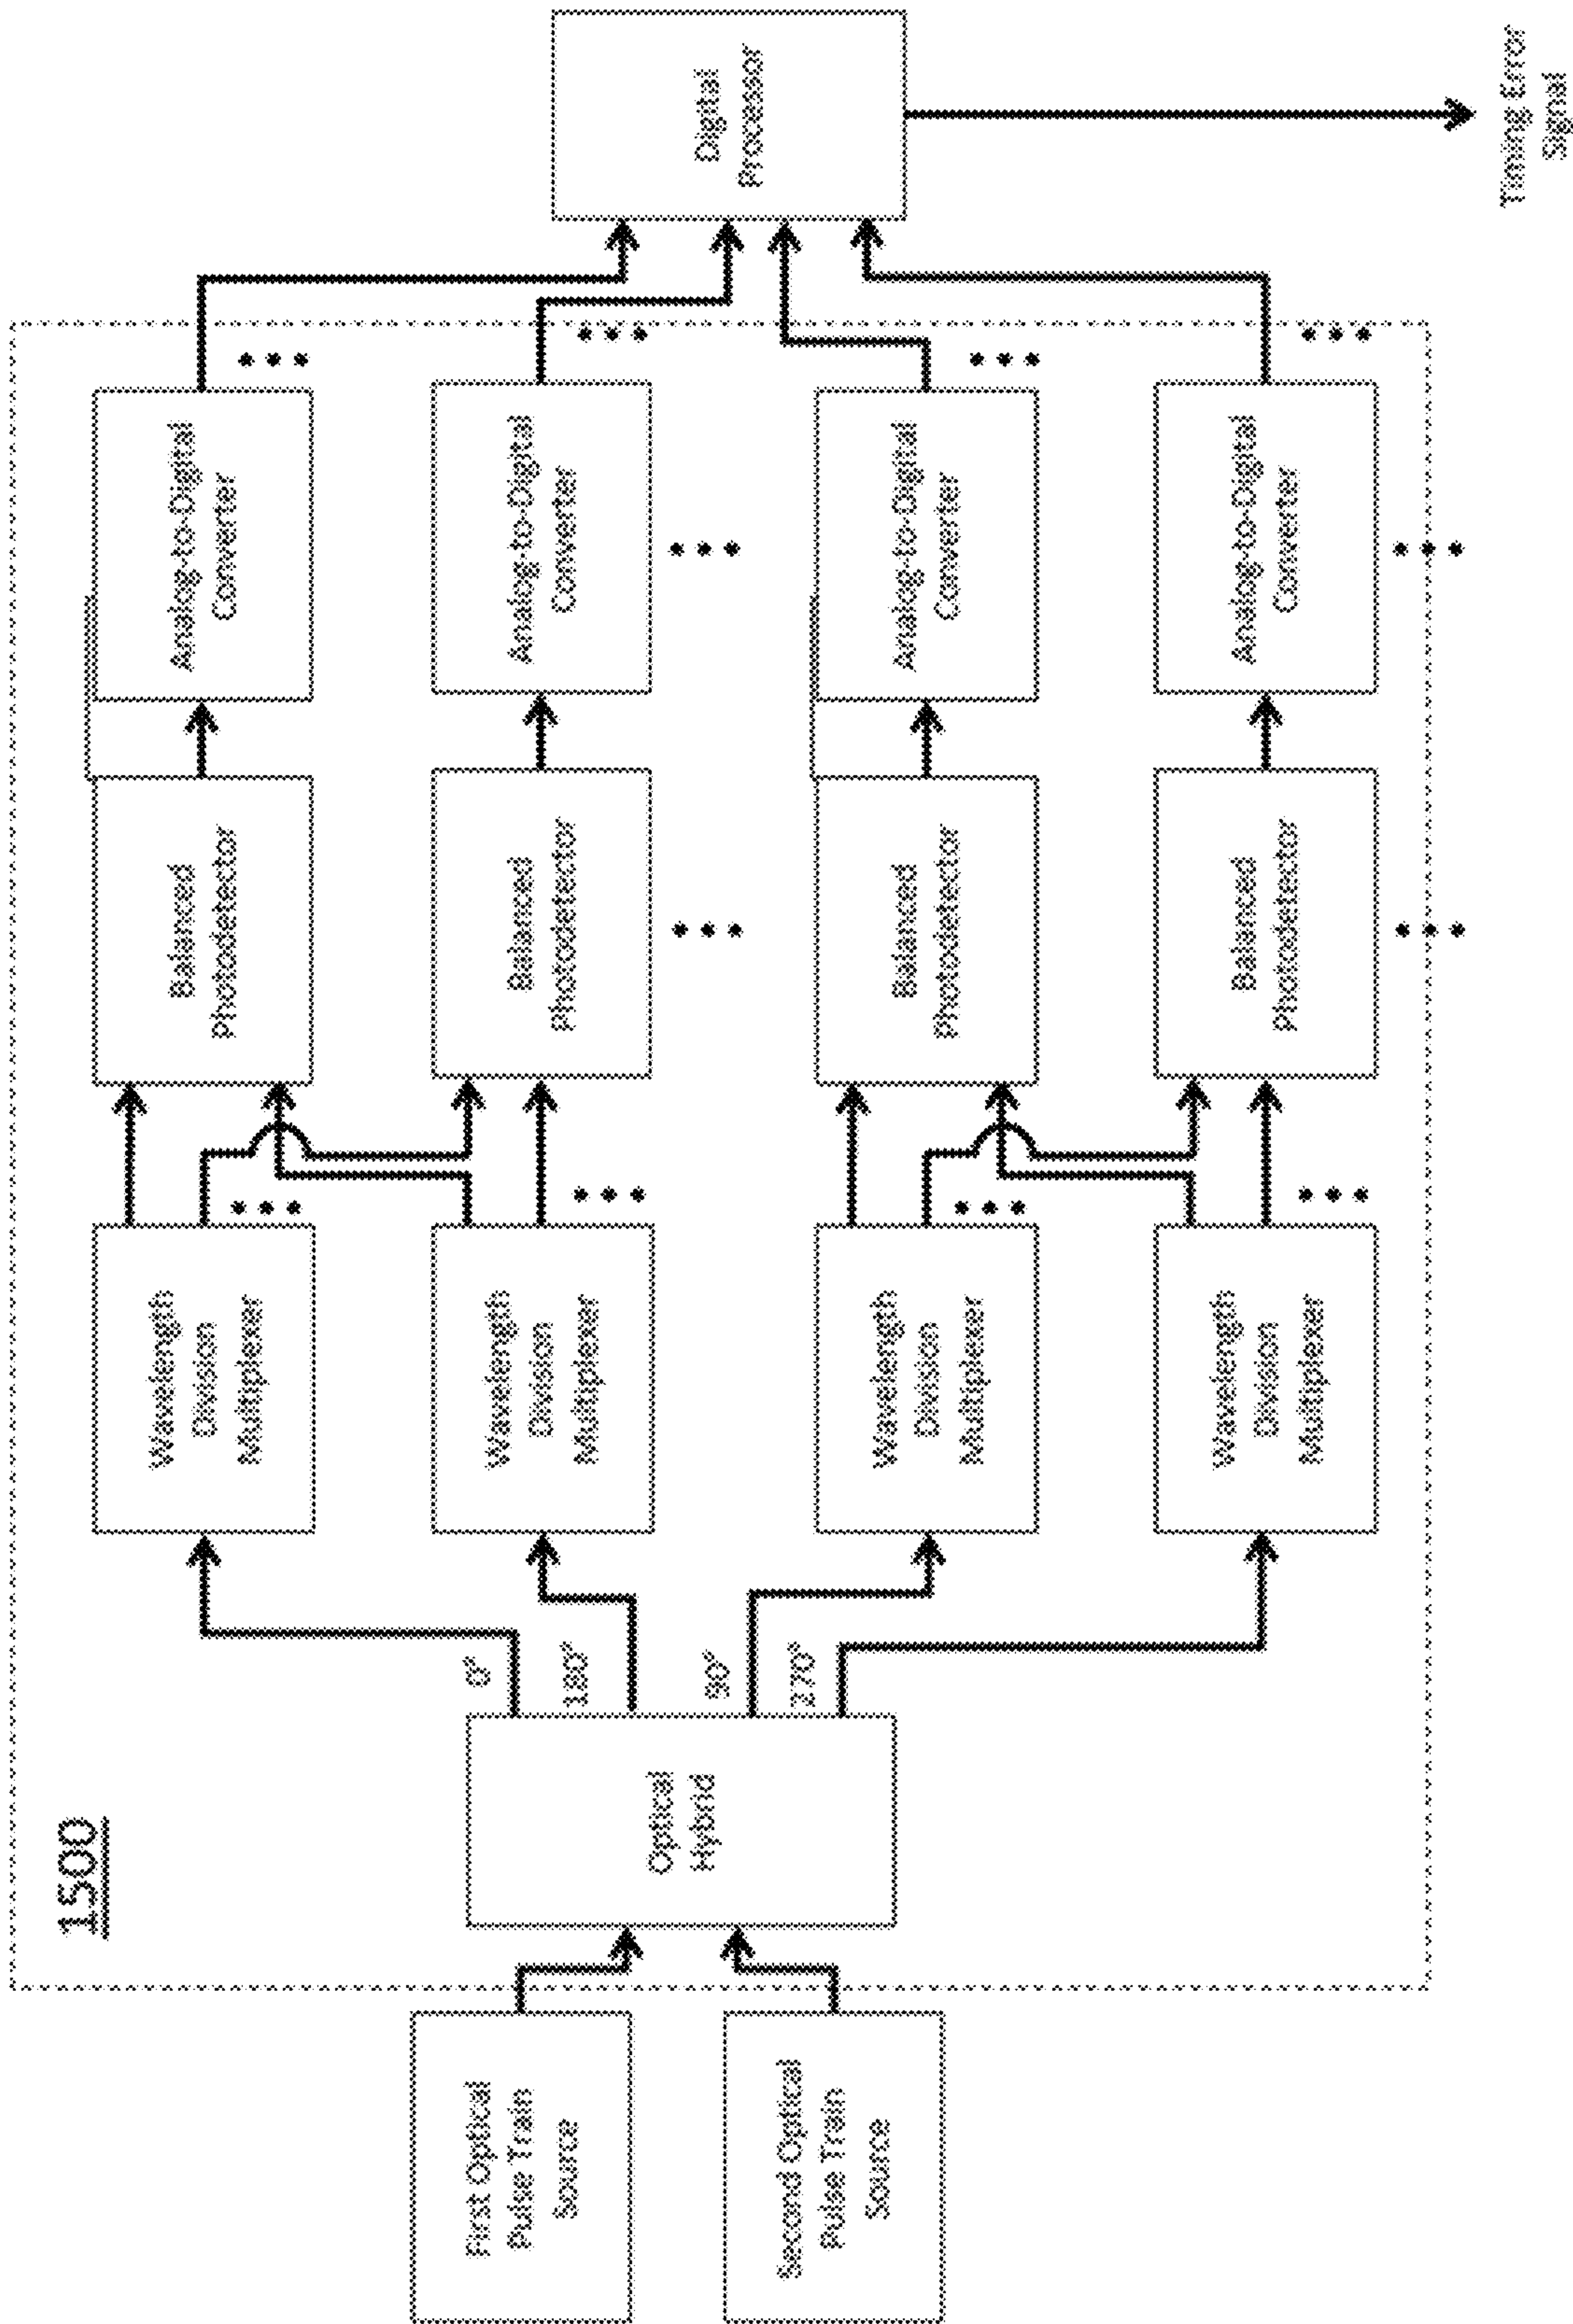 1500
First Optical
Pulse Train
Source
Second Optical
Pulse Train
Source
Optical
Hybrid
0°
180°
90°
270°
Wavelength
Division
Multiplexer
Balanced
Photodetector
Analog-to-Digital
Converter
Wavelength
Division
Multiplexer
Balanced
Photodetector
Analog-to-Digital
Converter
Wavelength
Division
Multiplexer
Balanced
Photodetector
Analog-to-Digital
Converter
Wavelength
Division
Multiplexer
Balanced
Photodetector
Analog-to-Digital
Converter
Digital
Processor
Timing Error
Signal